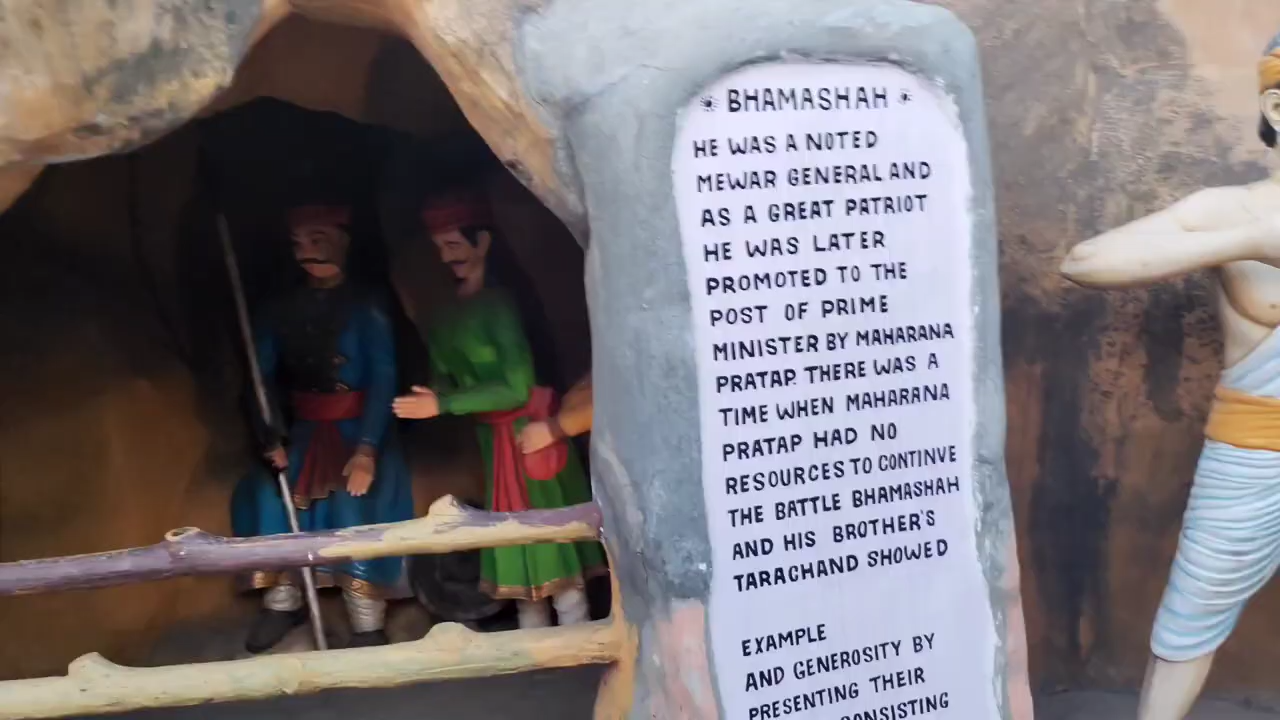 BHAMASHAH
HE WAS A NOTED
MEWAR GENERAL AND
AS A GREAT PATRIOT
HE WAS LATER
PROMOTED TO THE
POST OF PRIME
MINISTER BY MAHARANA
PRATAP. THERE WAS A
TIME WHEN MAHARANA
PRATAP HAD NO
RESOURCES TO CONTINVE
THE BATTLE BHAMASHAH
AND HIS BROTHER'S
TARACHAND SHOWED
EXAMPLE
AND GENEROSITY BY
PRESENTING THEIR
CONSISTING